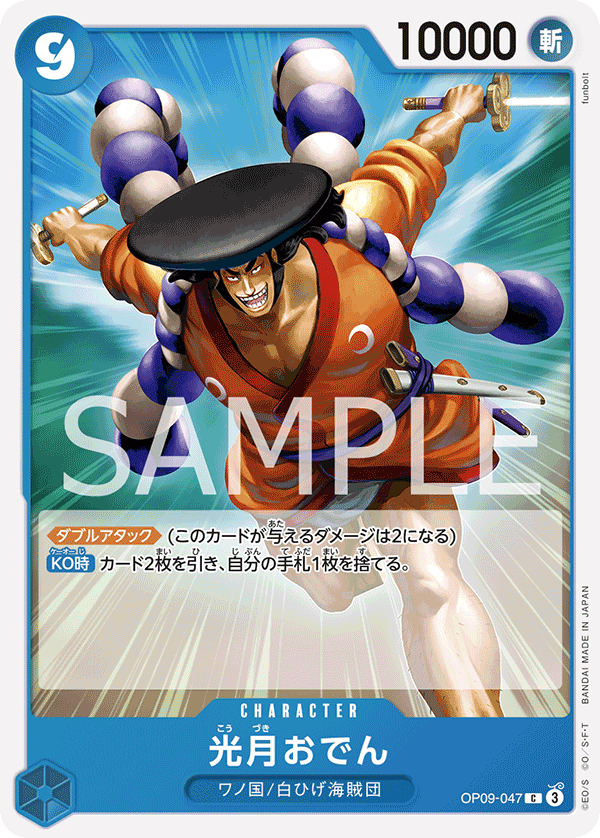 9
10000
斬
funbolt
SAMPLE
ダブルアタック (このカードが与えるダメージは2になる)
KO時 カード2枚を引き、自分の手札1枚を捨てる。
CHARACTER
光月おでん
ワノ国/白ひげ海賊団
OP09-047 C 3
©E.O/S ©O/S・F・T BANDAI MADE IN JAPAN